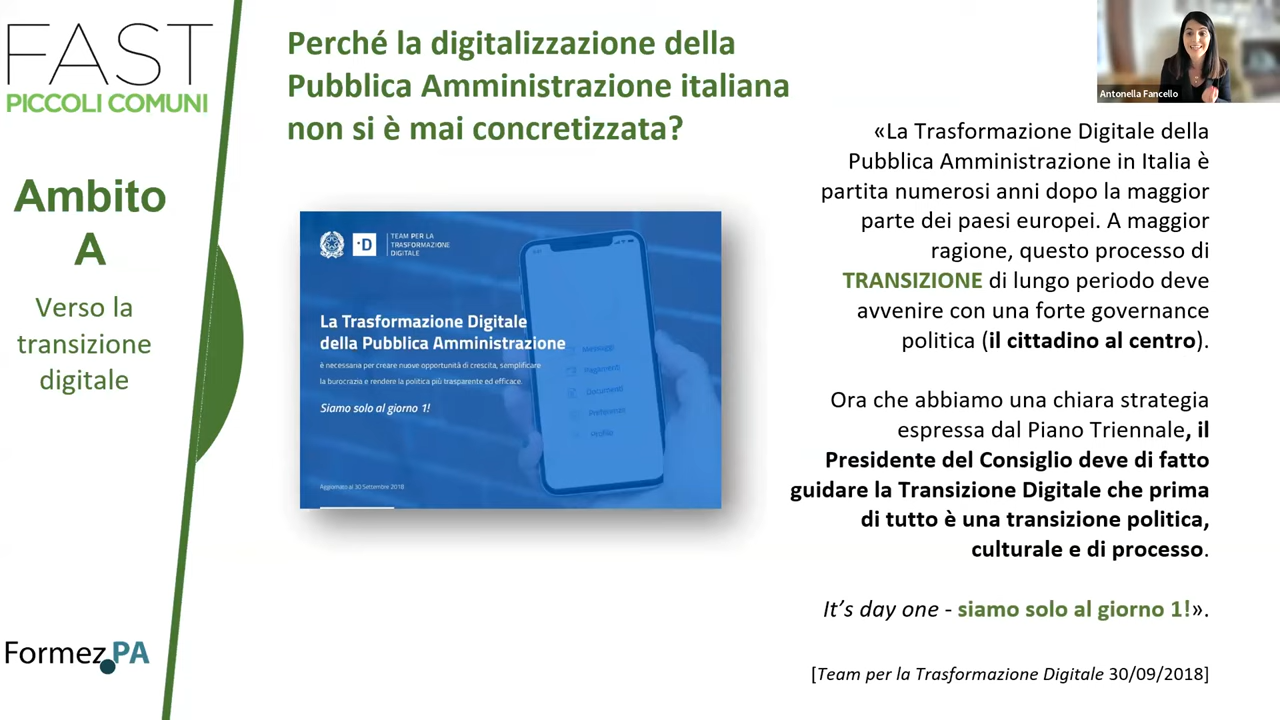 FAST
PICCOLI COMUNI
Ambito
A
Verso la
transizione
digitale
Formez PA
Perché la digitalizzazione della
Pubblica Amministrazione italiana
non si è mai concretizzata?
TEAM PER LA
TRASFORMAZIONE
DIGITALE
·D
La Trasformazione Digitale
della Pubblica Amministrazione
è necessaria per creare nuove opportunità di crescita, semplificare
la burocrazia e rendere la politica più trasparente ed efficace.
Siamo solo al giorno 1!
Aggiornato al 30 Settembre 2018
Messaggi
Pagamenti
Documenti
Preferenze
Profilo
Antonella Fancello
«La Trasformazione Digitale della
Pubblica Amministrazione in Italia è
partita numerosi anni dopo la maggior
parte dei paesi europei. A maggior
ragione, questo processo di
TRANSIZIONE di lungo periodo deve
avvenire con una forte governance
politica (il cittadino al centro).
Ora che abbiamo una chiara strategia
espressa dal Piano Triennale, il
Presidente del Consiglio deve di fatto
guidare la Transizione Digitale che prima
di tutto è una transizione politica,
culturale e di processo.
It's day one - siamo solo al giorno 1!».
[Team per la Trasformazione Digitale 30/09/2018]